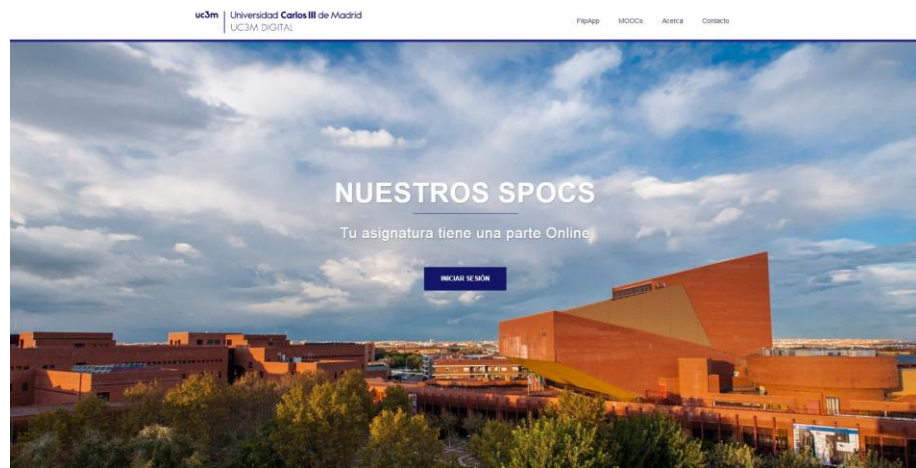 uc3m
Universidad Carlos III de Madrid
UC3M DIGITAL
FlipApp MOOCs Acerca Contacto
NUESTROS SPOCS
Tu asignatura tiene una parte Online
INICIAR SESIÓN